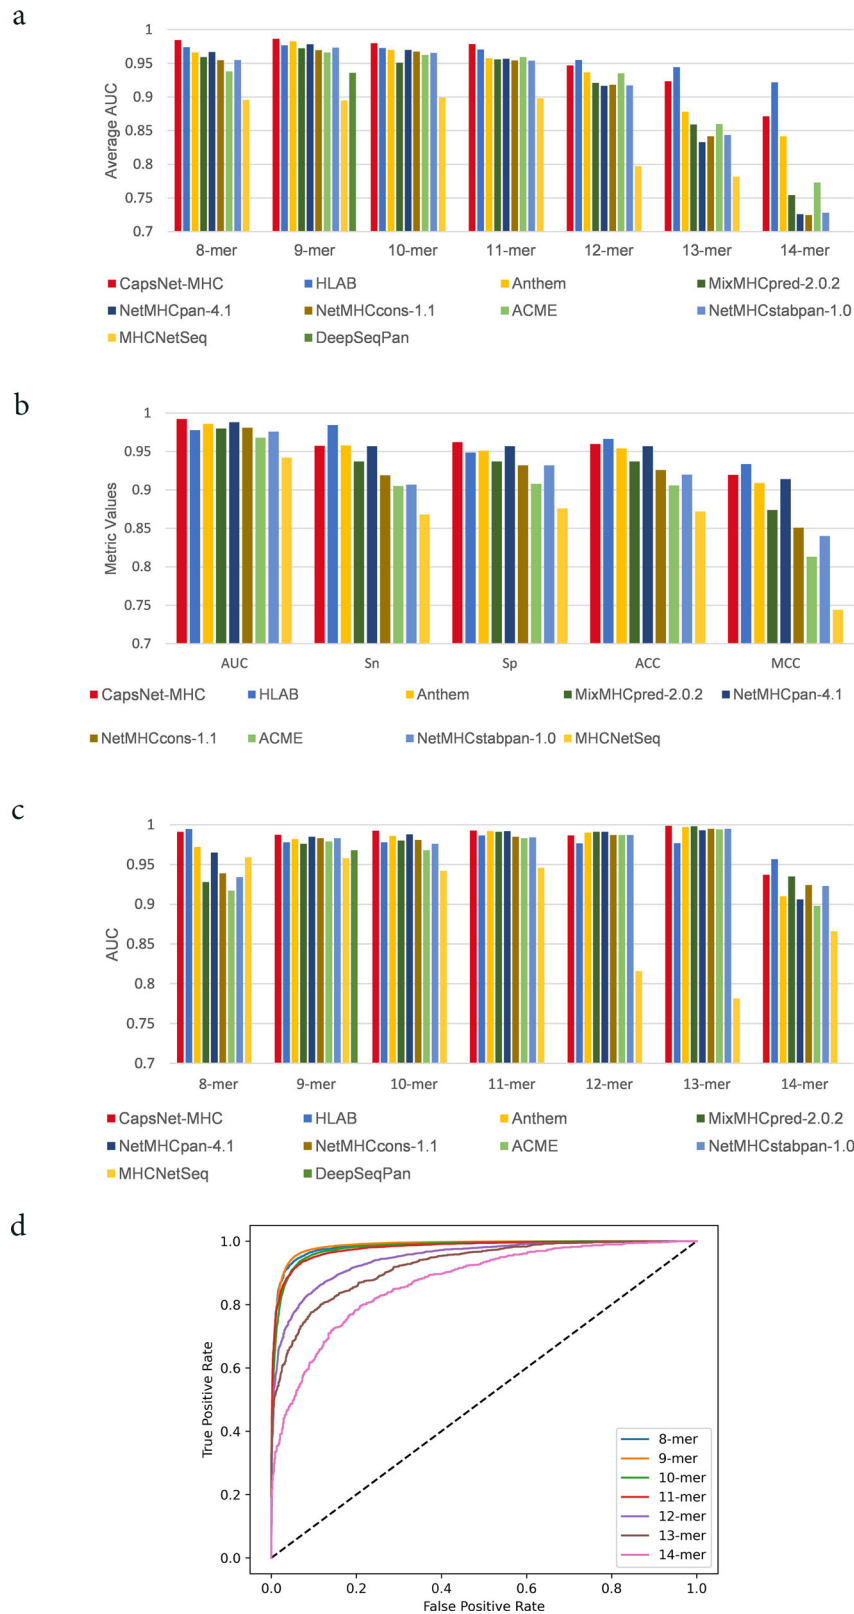 a
1
0.95
0.9
0.85
0.8
0.75
0.7
Average AUC
8-mer 9-mer 10-mer 11-mer 12-mer 13-mer 14-mer
CapsNet-MHC HLAB Anthem MixMHCpred-2.0.2
NetMHCpan-4.1 NetMHCcons-1.1 ACME NetMHCstabpan-1.0
MHCNetSeq DeepSeqPan
b
1
0.95
0.9
0.85
0.8
0.75
0.7
Metric Values
AUC Sn Sp ACC MCC
CapsNet-MHC HLAB Anthem MixMHCpred-2.0.2 NetMHCpan-4.1
NetMHCcons-1.1 ACME NetMHCstabpan-1.0 MHCNetSeq
c
1
0.95
0.9
0.85
0.8
0.75
0.7
AUC
8-mer 9-mer 10-mer 11-mer 12-mer 13-mer 14-mer
CapsNet-MHC HLAB Anthem MixMHCpred-2.0.2
NetMHCpan-4.1 NetMHCcons-1.1 ACME NetMHCstabpan-1.0
MHCNetSeq DeepSeqPan
d
1.0
0.8
0.6
0.4
0.2
0.0
True Positive Rate
8-mer
9-mer
10-mer
11-mer
12-mer
13-mer
14-mer
0.0 0.2 0.4 0.6 0.8 1.0
False Positive Rate